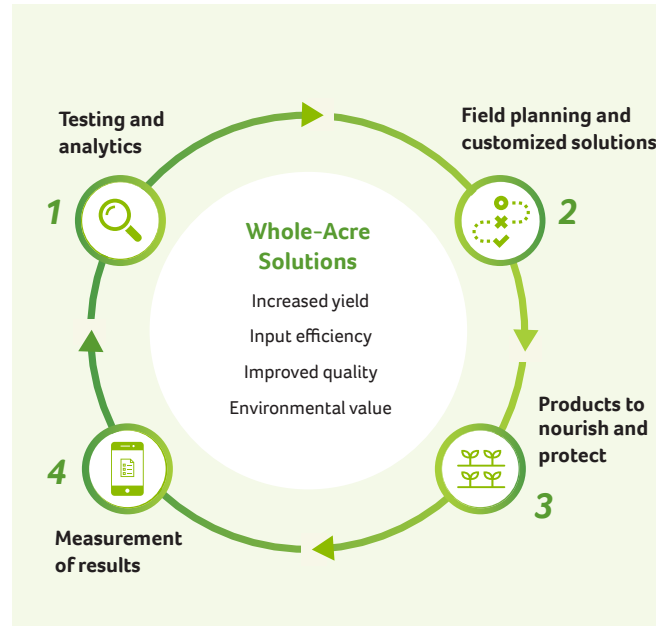 Testing and
analytics
1
Field planning and
customized solutions
2
Whole-Acre
Solutions
Increased yield
Input efficiency
Improved quality
Environmental value
Products to
nourish and
protect
3
4
Measurement
of results